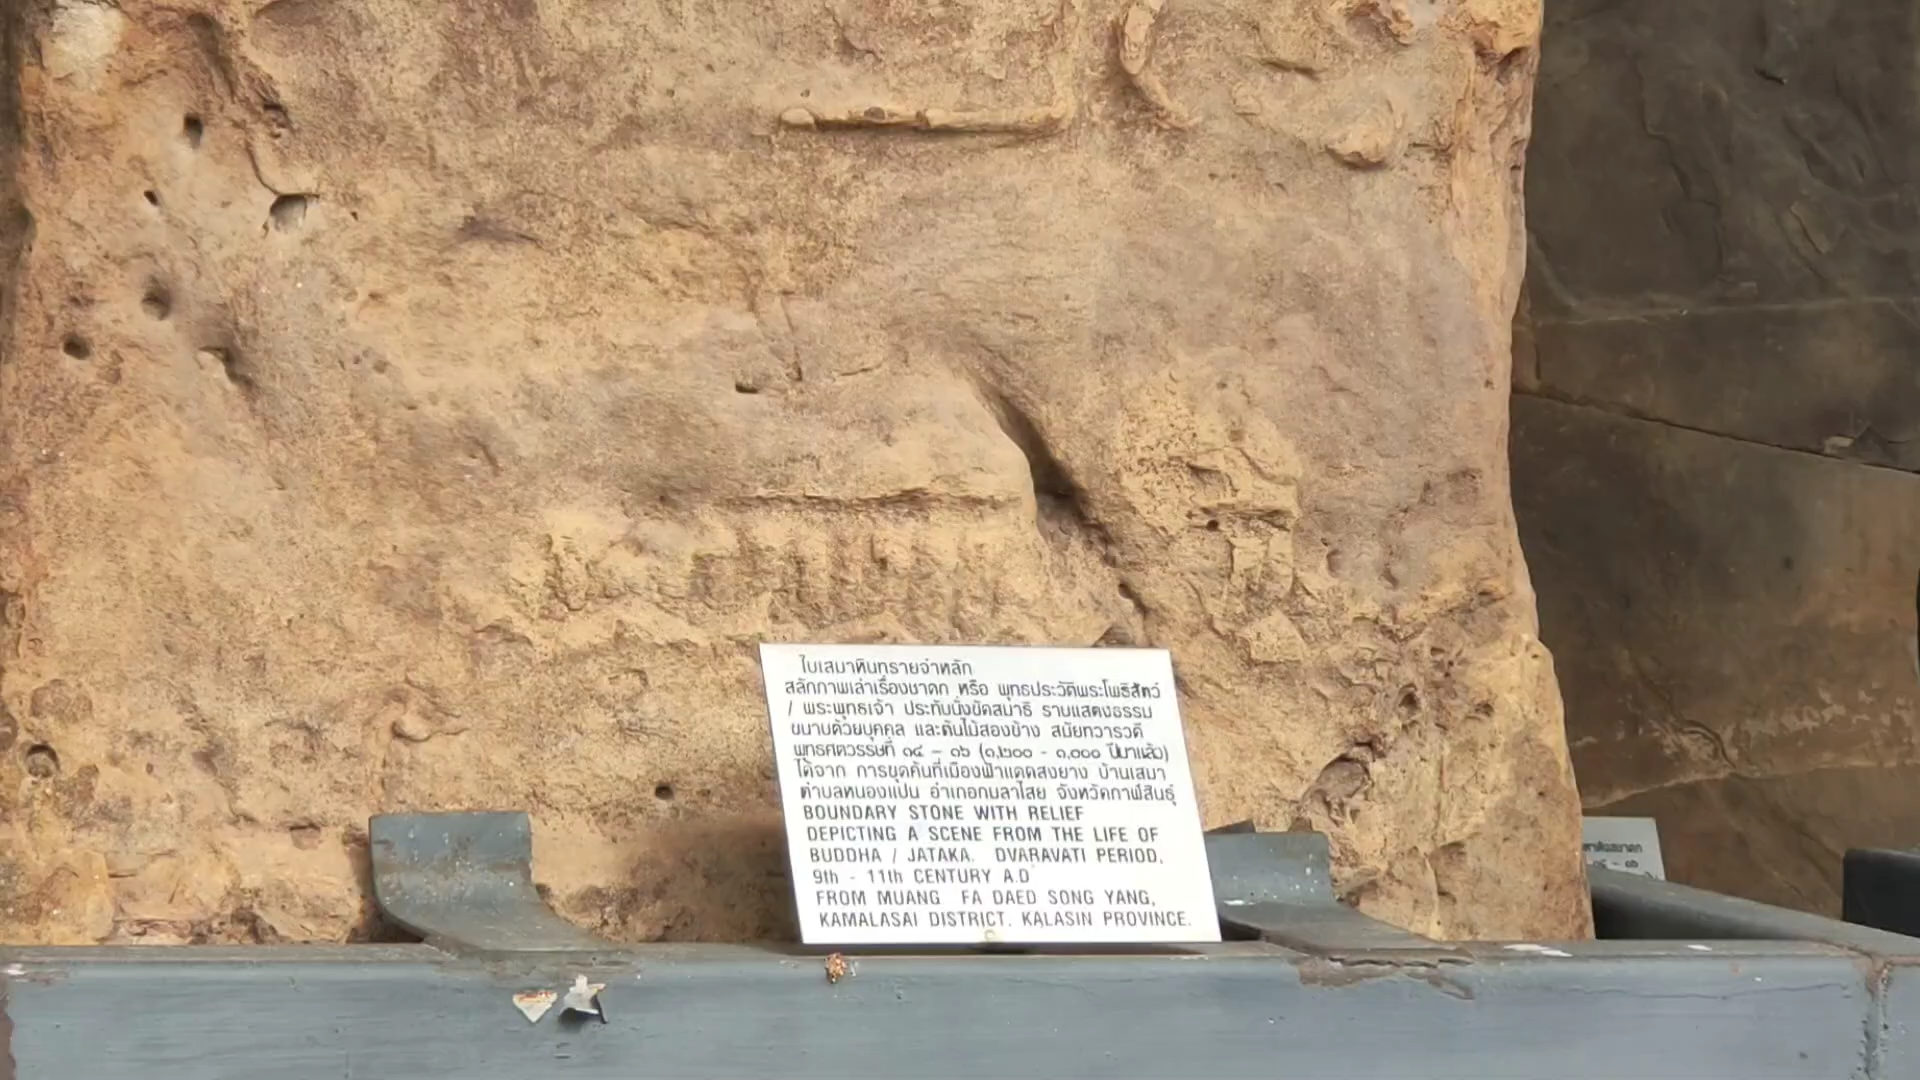 ใบเสมาหินทรายจำหลัก
สลักภาพเล่าเรื่องชาดก หรือ พุทธประวัติพระโพธิสัตว์
/ พระพุทธเจ้า ประทับนั่งขัดสมาธิ ราบแสดงธรรม
ขนาบด้วยบุคคล และต้นไม้สองข้าง สมัยทวารวดี
พุทธศตวรรษที่ ๑๔ – ๑๖ (๑,๒๐๐ - ๑,๐๐๐ ปีมาแล้ว)
ได้จาก การขุดค้นที่เมืองฟ้าแดดสงยาง บ้านเสมา
ตำบลหนองแปน อำเภอกมลาไสย จังหวัดกาฬสินธุ์
BOUNDARY STONE WITH RELIEF
DEPICTING A SCENE FROM THE LIFE OF
BUDDHA / JATAKA. DVARAVATI PERIOD,
9th - 11th CENTURY A.D
FROM MUANG FA DAED SONG YANG,
KAMALASAI DISTRICT, KALASIN PROVINCE.